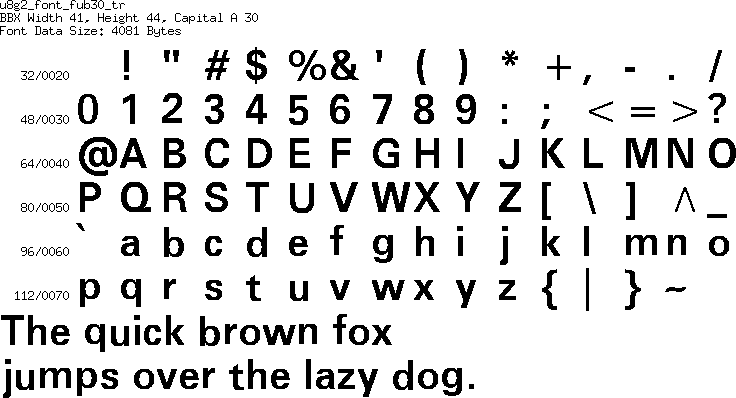 u8g2_font_fub30_tr
BBX Width 41, Height 44, Capital A 30
Font Data Size: 4081 Bytes
32/0020 ! " # $ % & ' ( ) * + , - . /
48/0030 0 1 2 3 4 5 6 7 8 9 : ; < = > ?
64/0040 @ A B C D E F G H I J K L M N O
80/0050 P Q R S T U V W X Y Z [ \ ] ^ _
96/0060 ` a b c d e f g h i j k l m n o
112/0070 p q r s t u v w x y z { | } ~
The quick brown fox
jumps over the lazy dog.